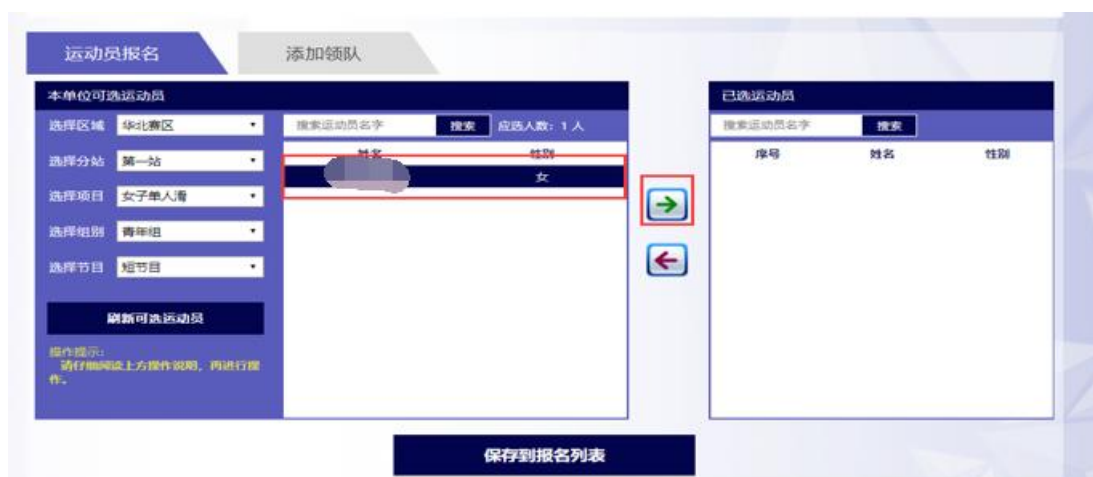 运动员报名
添加领队
本单位可选运动员
选择区域 华北赛区
搜索运动员名字 搜索 应选人数：1 人
选择分站 第一站
姓名 性别
女
选择项目 女子单人滑
选择组别 青年组
选择节目 短节目
刷新可选运动员
操作提示：
请仔细阅读上方操作说明，再进行操
作。
已选运动员
搜索运动员名字 搜索
序号 姓名 性别
保存到报名列表